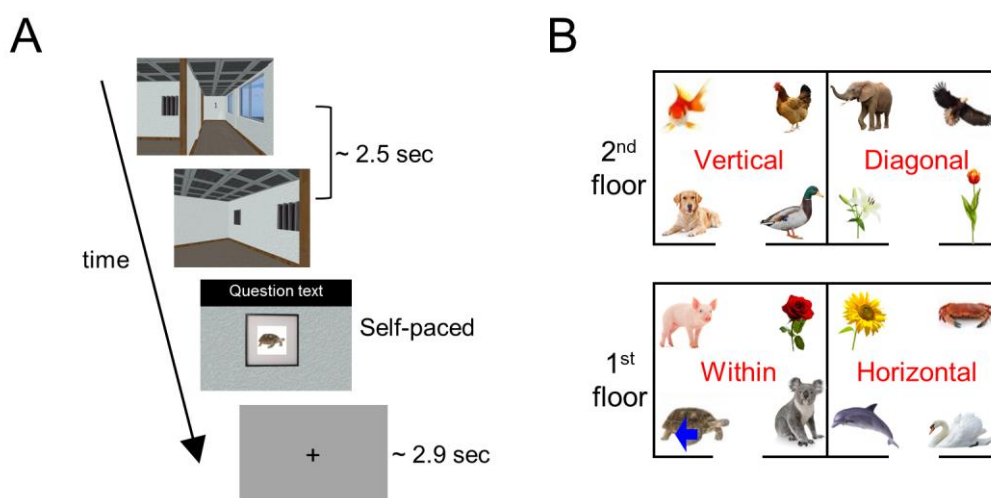 A
~ 2.5 sec
time
Question text
Self-paced
+
~ 2.9 sec
B
2nd
floor
Vertical
Diagonal
1st
floor
Within
Horizontal